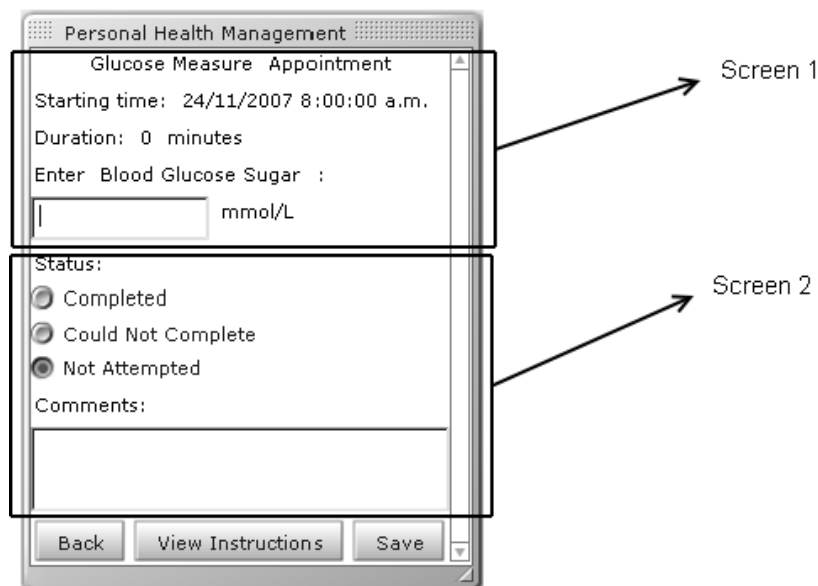 Personal Health Management
Glucose Measure Appointment
Starting time: 24/11/2007 8:00:00 a.m.
Duration: 0 minutes
Enter Blood Glucose Sugar :
mmol/L
Screen 1
Status:
Completed
Could Not Complete
Not Attempted
Comments:
Screen 2
Back View Instructions Save